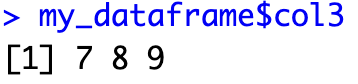 > my_dataframe$col3
[1] 7 8 9